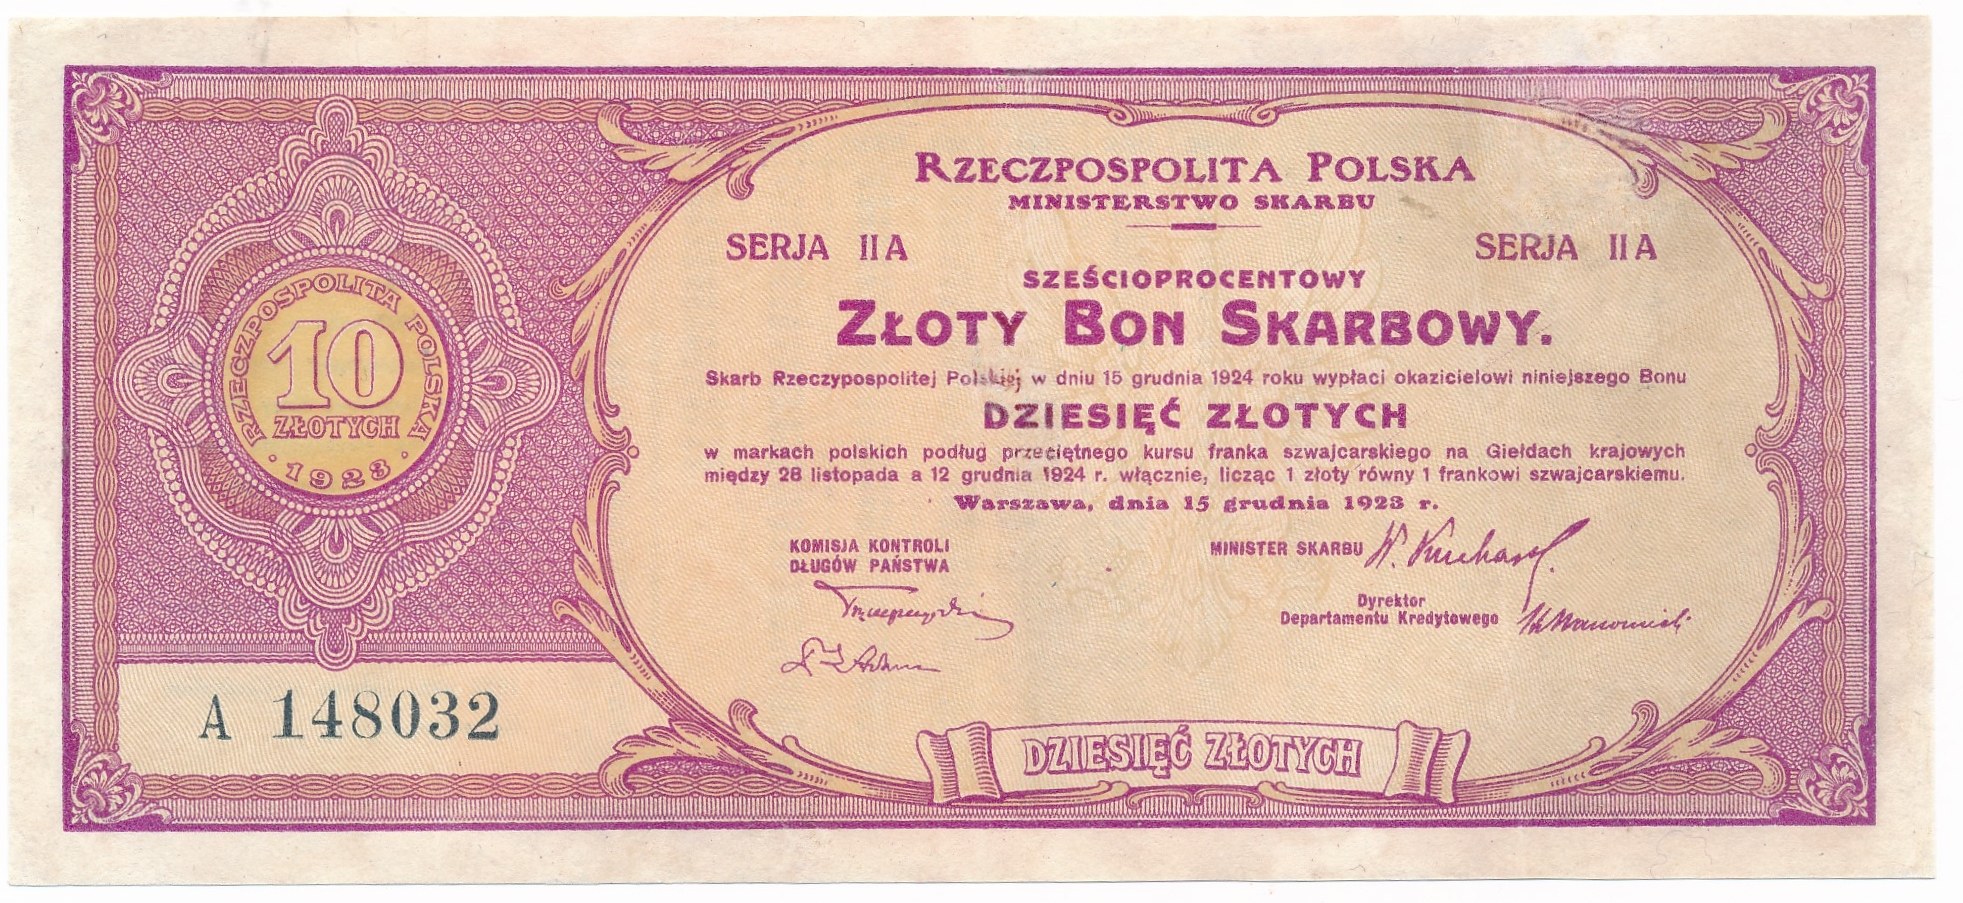 RZECZPOSPOLITA POLSKA
MINISTERSTWO SKARBU
SERJA II A SERJA II A
SZEŚCIOPROCENTOWY
ZŁOTY BON SKARBOWY.
Skarb Rzeczypospolitej Polskiej w dniu 15 grudnia 1924 roku wypłaci okazicielowi niniejszego Bonu
DZIESIĘĆ ZŁOTYCH
w markach polskich podług przeciętnego kursu franka szwajcarskiego na Giełdach krajowych
między 28 listopada a 12 grudnia 1924 r. włącznie, licząc 1 złoty równy 1 frankowi szwajcarskiemu.
Warszawa, dnia 15 grudnia 1923 r.
KOMISJA KONTROLI
DŁUGÓW PAŃSTWA
MINISTER SKARBU
Dyrektor
Departamentu Kredytowego
RZECZPOSPOLITA POLSKA
10
ZŁOTYCH
· 1923 ·
A 148032
DZIESIĘĆ ZŁOTYCH